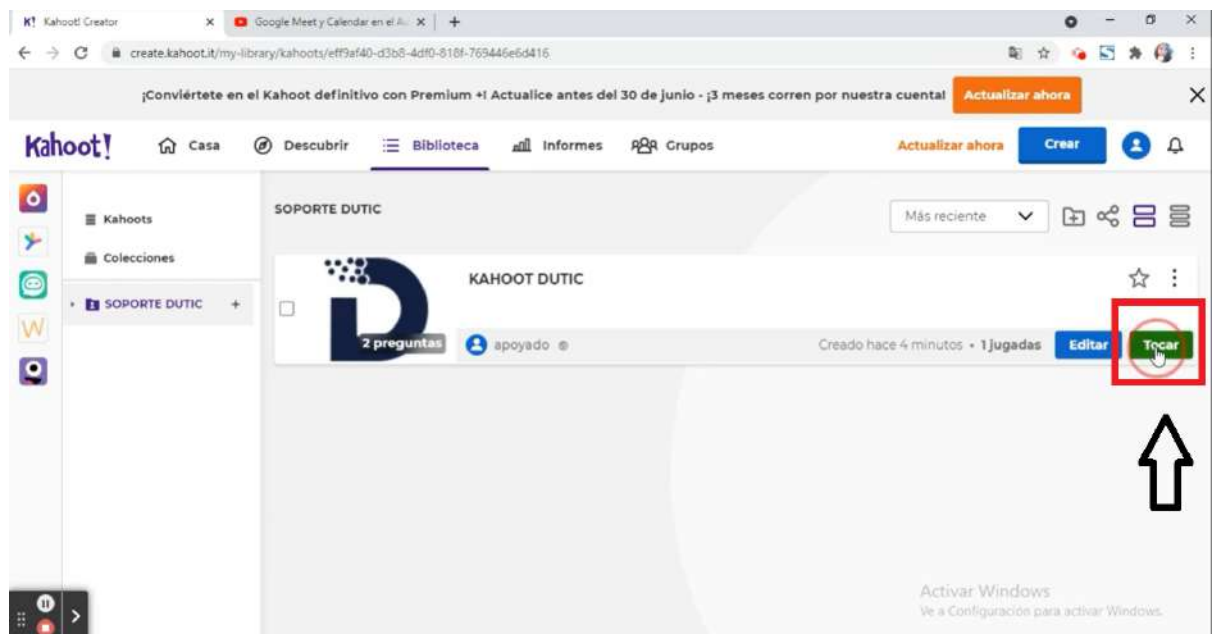 K! Kahoot! Creator
Google Meet y Calendar en el Au
create.kahoot.it/my-library/kahoots/eff9af40-d3b8-4df0-818f-769446e6d416
¡Conviértete en el Kahoot definitivo con Premium +! Actualice antes del 30 de junio - ¡3 meses corren por nuestra cuenta!
Actualizar ahora
Kahoot!
Casa
Descubrir
Biblioteca
Informes
Grupos
Actualizar ahora
Crear
Kahoots
Colecciones
SOPORTE DUTIC +
SOPORTE DUTIC
Más reciente
KAHOOT DUTIC
2 preguntas
apoyado
Creado hace 4 minutos • 1 jugadas
Editar
Tocar
Activar Windows
Ve a Configuración para activar Windows.